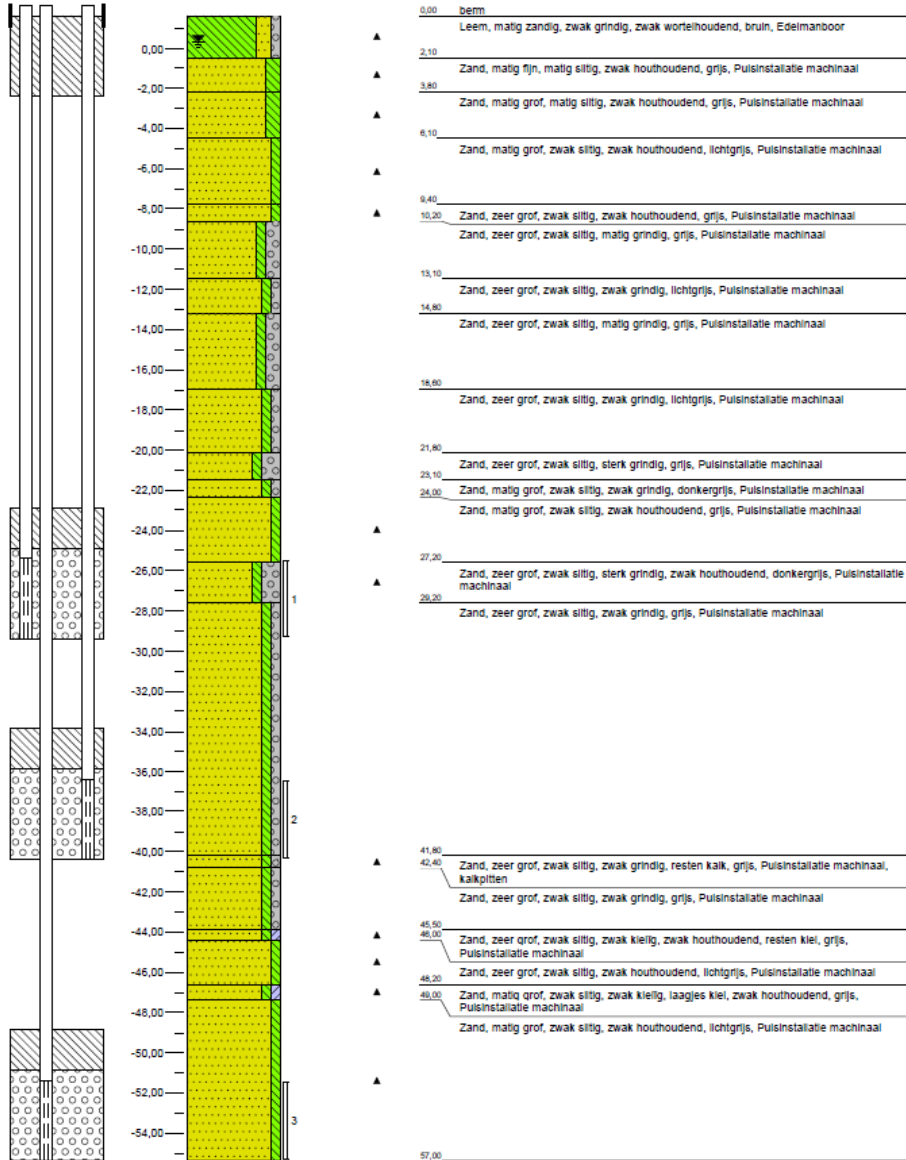 0,00 berm
Leem, matig zandig, zwak grindig, zwak wortelhoudend, bruin, Edelmanboor
2,10
Zand, matig fijn, matig siltig, zwak houthoudend, grijs, Pulsinstallatie machinaal
3,80
Zand, matig grof, matig siltig, zwak houthoudend, grijs, Pulsinstallatie machinaal
6,10
Zand, matig grof, zwak siltig, zwak houthoudend, lichtgrijs, Pulsinstallatie machinaal
9,40
Zand, zeer grof, zwak siltig, zwak houthoudend, grijs, Pulsinstallatie machinaal
10,20
Zand, zeer grof, zwak siltig, matig grindig, grijs, Pulsinstallatie machinaal
13,10
Zand, zeer grof, zwak siltig, zwak grindig, lichtgrijs, Pulsinstallatie machinaal
14,80
Zand, zeer grof, zwak siltig, matig grindig, grijs, Pulsinstallatie machinaal
18,60
Zand, zeer grof, zwak siltig, zwak grindig, lichtgrijs, Pulsinstallatie machinaal
21,80
Zand, zeer grof, zwak siltig, sterk grindig, grijs, Pulsinstallatie machinaal
23,10
Zand, matig grof, zwak siltig, zwak grindig, donkergrijs, Pulsinstallatie machinaal
24,00
Zand, matig grof, zwak siltig, zwak houthoudend, grijs, Pulsinstallatie machinaal
27,20
Zand, zeer grof, zwak siltig, sterk grindig, zwak houthoudend, donkergrijs, Pulsinstallatie
machinaal
29,20
Zand, zeer grof, zwak siltig, zwak grindig, grijs, Pulsinstallatie machinaal
41,80
42,40
Zand, zeer grof, zwak siltig, zwak grindig, resten kalk, grijs, Pulsinstallatie machinaal,
kalkpitten
Zand, zeer grof, zwak siltig, zwak grindig, grijs, Pulsinstallatie machinaal
45,50
46,00
Zand, zeer grof, zwak siltig, zwak kleiig, zwak houthoudend, resten klei, grijs,
Pulsinstallatie machinaal
Zand, zeer grof, zwak siltig, zwak houthoudend, lichtgrijs, Pulsinstallatie machinaal
48,20
49,00
Zand, matig grof, zwak siltig, zwak kleiig, laagjes klei, zwak houthoudend, grijs,
Pulsinstallatie machinaal
Zand, matig grof, zwak siltig, zwak houthoudend, lichtgrijs, Pulsinstallatie machinaal
57,00
0,00
-2,00
-4,00
-6,00
-8,00
-10,00
-12,00
-14,00
-16,00
-18,00
-20,00
-22,00
-24,00
-26,00
-28,00
-30,00
-32,00
-34,00
-36,00
-38,00
-40,00
-42,00
-44,00
-46,00
-48,00
-50,00
-52,00
-54,00
1
2
3